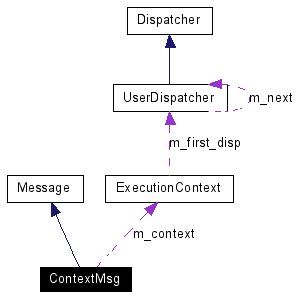 Dispatcher
UserDispatcher
m_next
m_first_disp
Message
ExecutionContext
m_context
ContextMsg